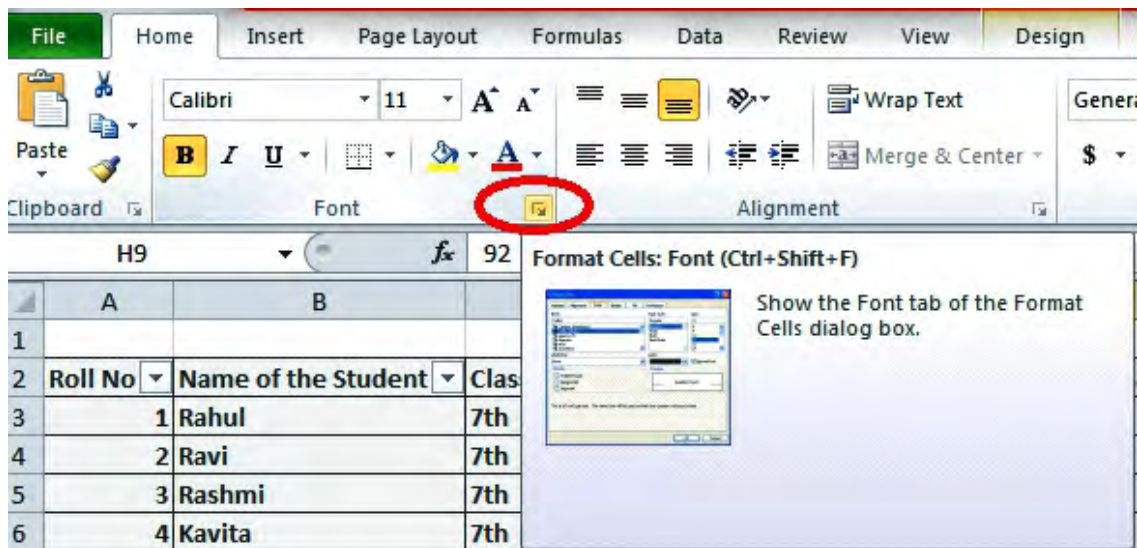 File Home Insert Page Layout Formulas Data Review View Design
Calibri 11 A A Wrap Text Genera
Paste B I U A Merge & Center $
Clipboard Font Alignment
H9 fx 92 Format Cells: Font (Ctrl+Shift+F)
A B Show the Font tab of the Format
Cells dialog box.
1
2 Roll No Name of the Student Clas
3 1 Rahul 7th
4 2 Ravi 7th
5 3 Rashmi 7th
6 4 Kavita 7th